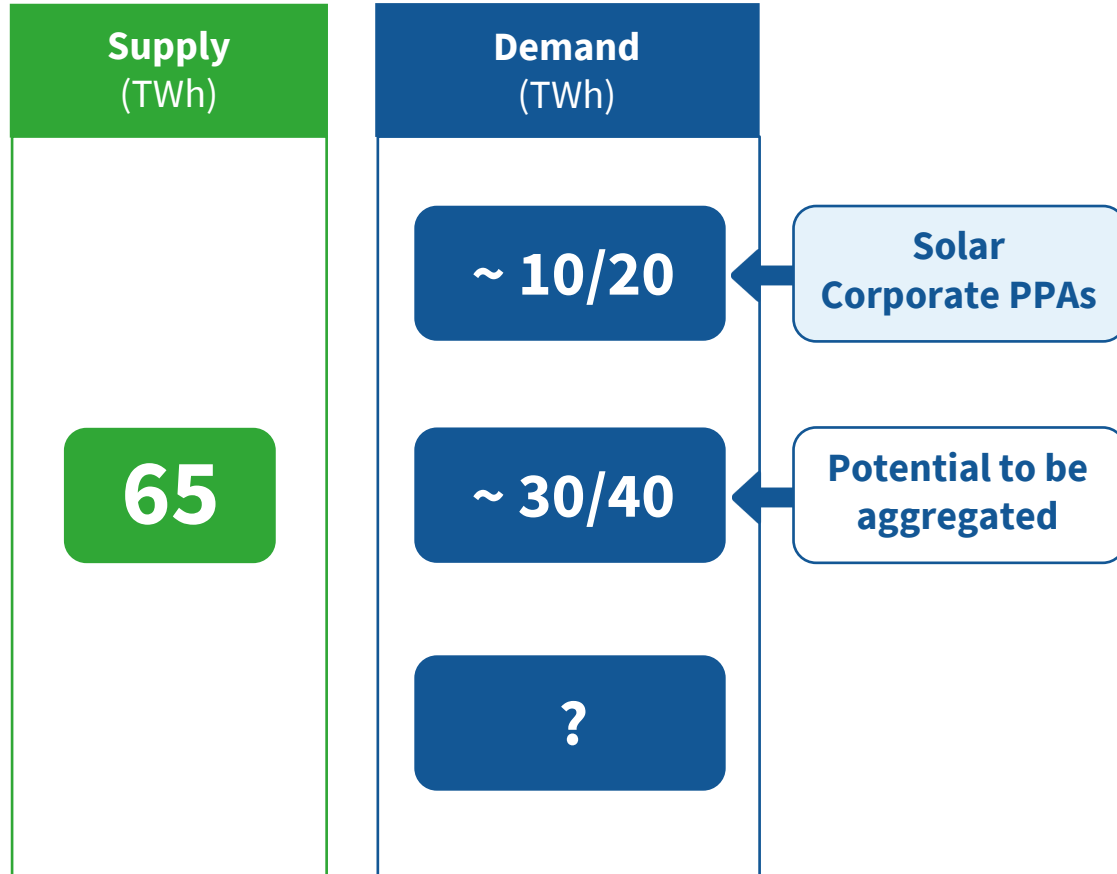 Supply
(TWh)
Demand
(TWh)
~ 10/20
Solar
Corporate PPAs
65
~ 30/40
Potential to be
aggregated
?